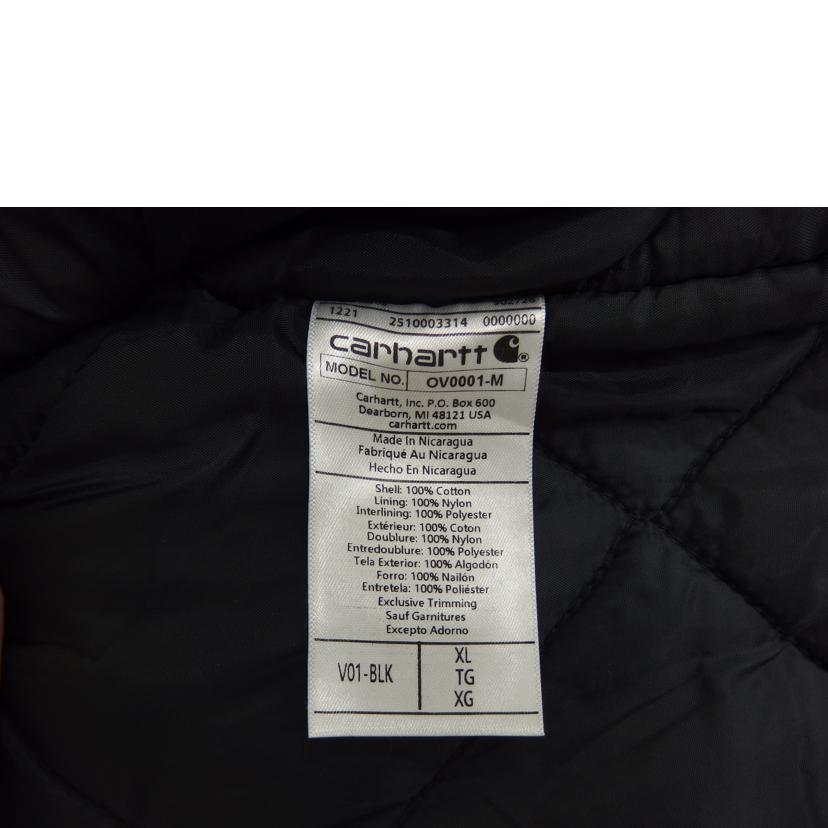 1221 2510003314 0000000
carhartt
MODEL NO. OV0001-M
Carhartt, Inc. P.O. Box 600
Dearborn, MI 48121 USA
carhartt.com
Made In Nicaragua
Fabriqué Au Nicaragua
Hecho En Nicaragua
Shell: 100% Cotton
Lining: 100% Nylon
Interlining: 100% Polyester
Extérieur: 100% Coton
Doublure: 100% Nylon
Entredoublure: 100% Polyester
Tela Exterior: 100% Algodón
Forro: 100% Nailón
Entretela: 100% Poliéster
Exclusive Trimming
Sauf Garnitures
Excepto Adorno
V01-BLK
XL
TG
XG